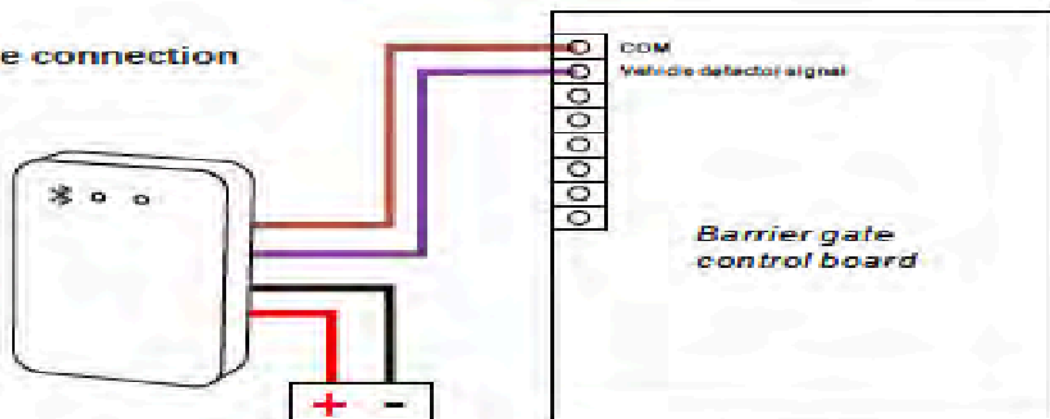 e connection
COM
Vehicle detector signal
Barrier gate
control board
+ -